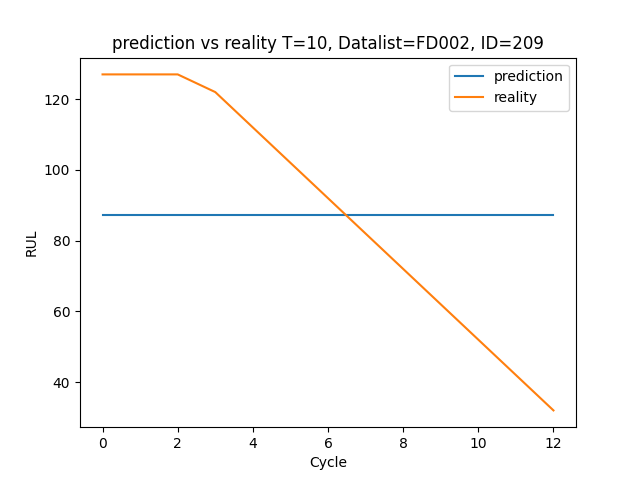 prediction vs reality T=10, Datalist=FD002, ID=209
prediction
reality
120
100
80
60
40
RUL
0 2 4 6 8 10 12
Cycle